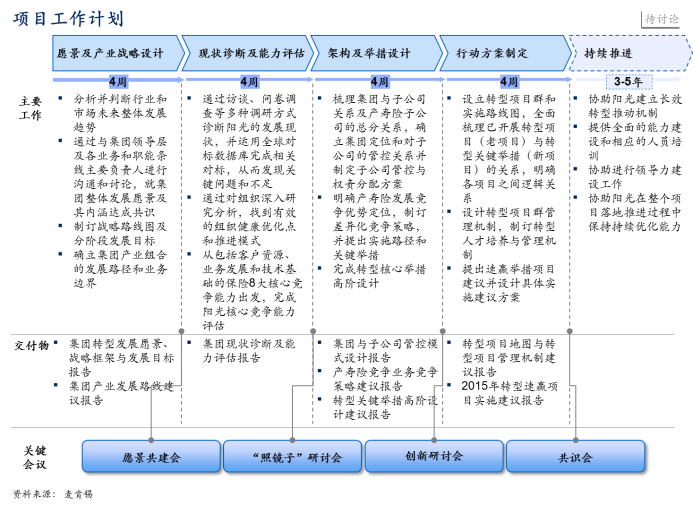 项目工作计划
待讨论
愿景及产业战略设计
现状诊断及能力评估
架构及举措设计
行动方案制定
持续推进
4周
4周
4周
4周
3-5年
主要
工作
分析并判断行业和
市场未来整体发展
趋势
通过与集团领导层
及各业务和职能条
线主要负责人进行
沟通和讨论，就集
团整体发展愿景及
其内涵达成共识
制订战略路线图及
分阶段发展目标
确立集团产业组合
的发展路径和业务
边界
通过访谈、问卷调
查等多种调研方式
诊断阳光的发展现
状，并运用全球对
标数据库完成相关
对标，从而发现关
键问题和不足
通过对组织深入研
究分析，找到有效
的组织健康优化点
和推进模式
从包括客户资源、
业务发展和技术基
础的保险8大核心竞
争能力出发，完成
阳光核心竞争能力
评估
梳理集团与子公司
关系及产寿险子公
司的总分关系，确
立集团定位和对子
公司的管控关系并
制定子公司管控与
权责分配方案
明确产寿险发展竞
争优势定位，制订
差异化竞争策略，
并提出实施路径和
关键举措
完成转型核心举措
高阶设计
设立转型项目群和
实施路线图，全面
梳理已开展转型项
目（老项目）与转
型关键举措（新项
目）的关系，明确
各项目之间逻辑关
系
设计转型项目群管
理机制，制订转型
人才培养与管理机
制
提出速赢举措项目
建议并设计具体实
施建议方案
协助阳光建立长效
转型推动机制
提供全面的能力建
设和相应的人员培
训
协助进行领导力建
设工作
协助阳光在整个项
目落地推进过程中
保持持续优化能力
交付物
集团转型发展愿景、
战略框架与发展目标
报告
集团产业发展路线建
议报告
集团现状诊断及能
力评估报告
集团与子公司管控模
式设计报告
产寿险竞争业务竞争
策略建议报告
转型关键举措高阶设
计建议报告
转型项目地图与转
型项目管理机制建
议报告
2015年转型速赢项
目实施建议报告
关键
会议
愿景共建会
“照镜子”研讨会
创新研讨会
共识会
资料来源： 麦肯锡